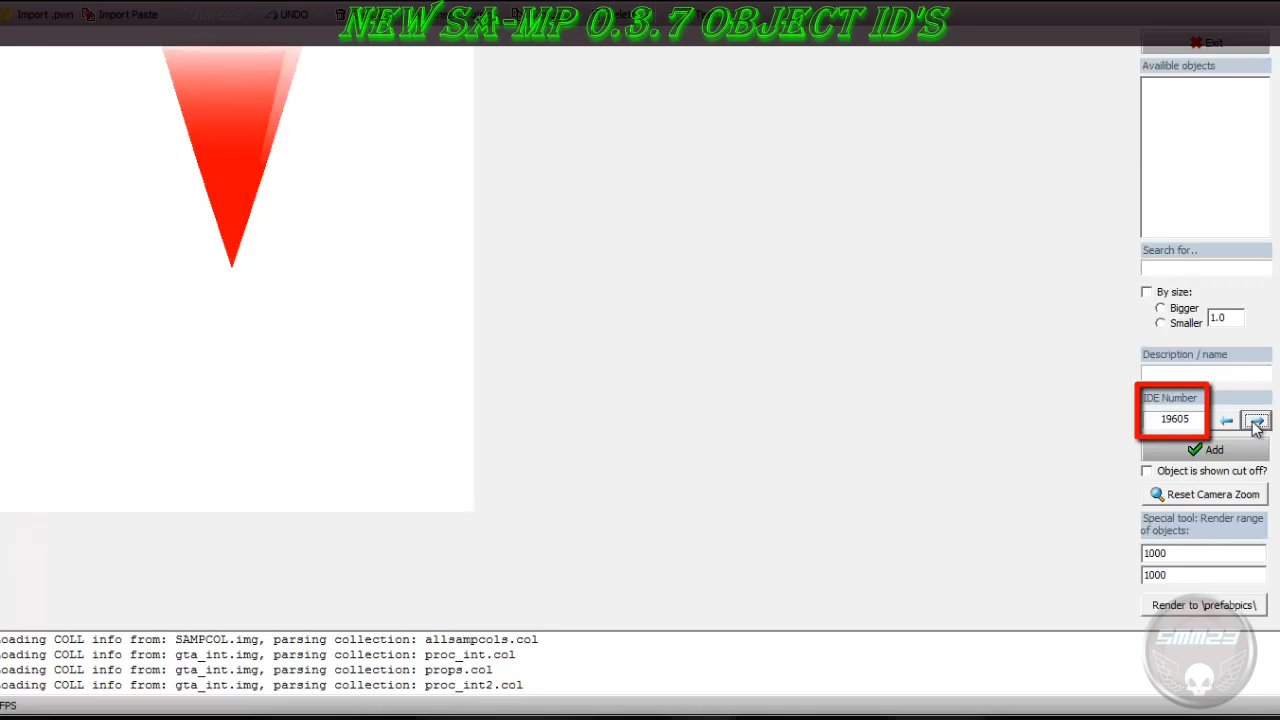 NEW SA-MP 0.3.7 OBJECT ID'S
Import .pwn
Import Paste
UNDO
Exit
Availible objects
Search for..
By size:
Bigger
Smaller
1.0
Description / name
IDE Number
19605
Add
Object is shown cut off?
Reset Camera Zoom
Special tool: Render range
of objects:
1000
1000
Render to \prefabpics\
oading COLL info from: SAMPCOL.img, parsing collection: allsampcols.col
oading COLL info from: gta_int.img, parsing collection: proc_int.col
oading COLL info from: gta_int.img, parsing collection: props.col
oading COLL info from: gta_int.img, parsing collection: proc_int2.col
FPS
SMM23